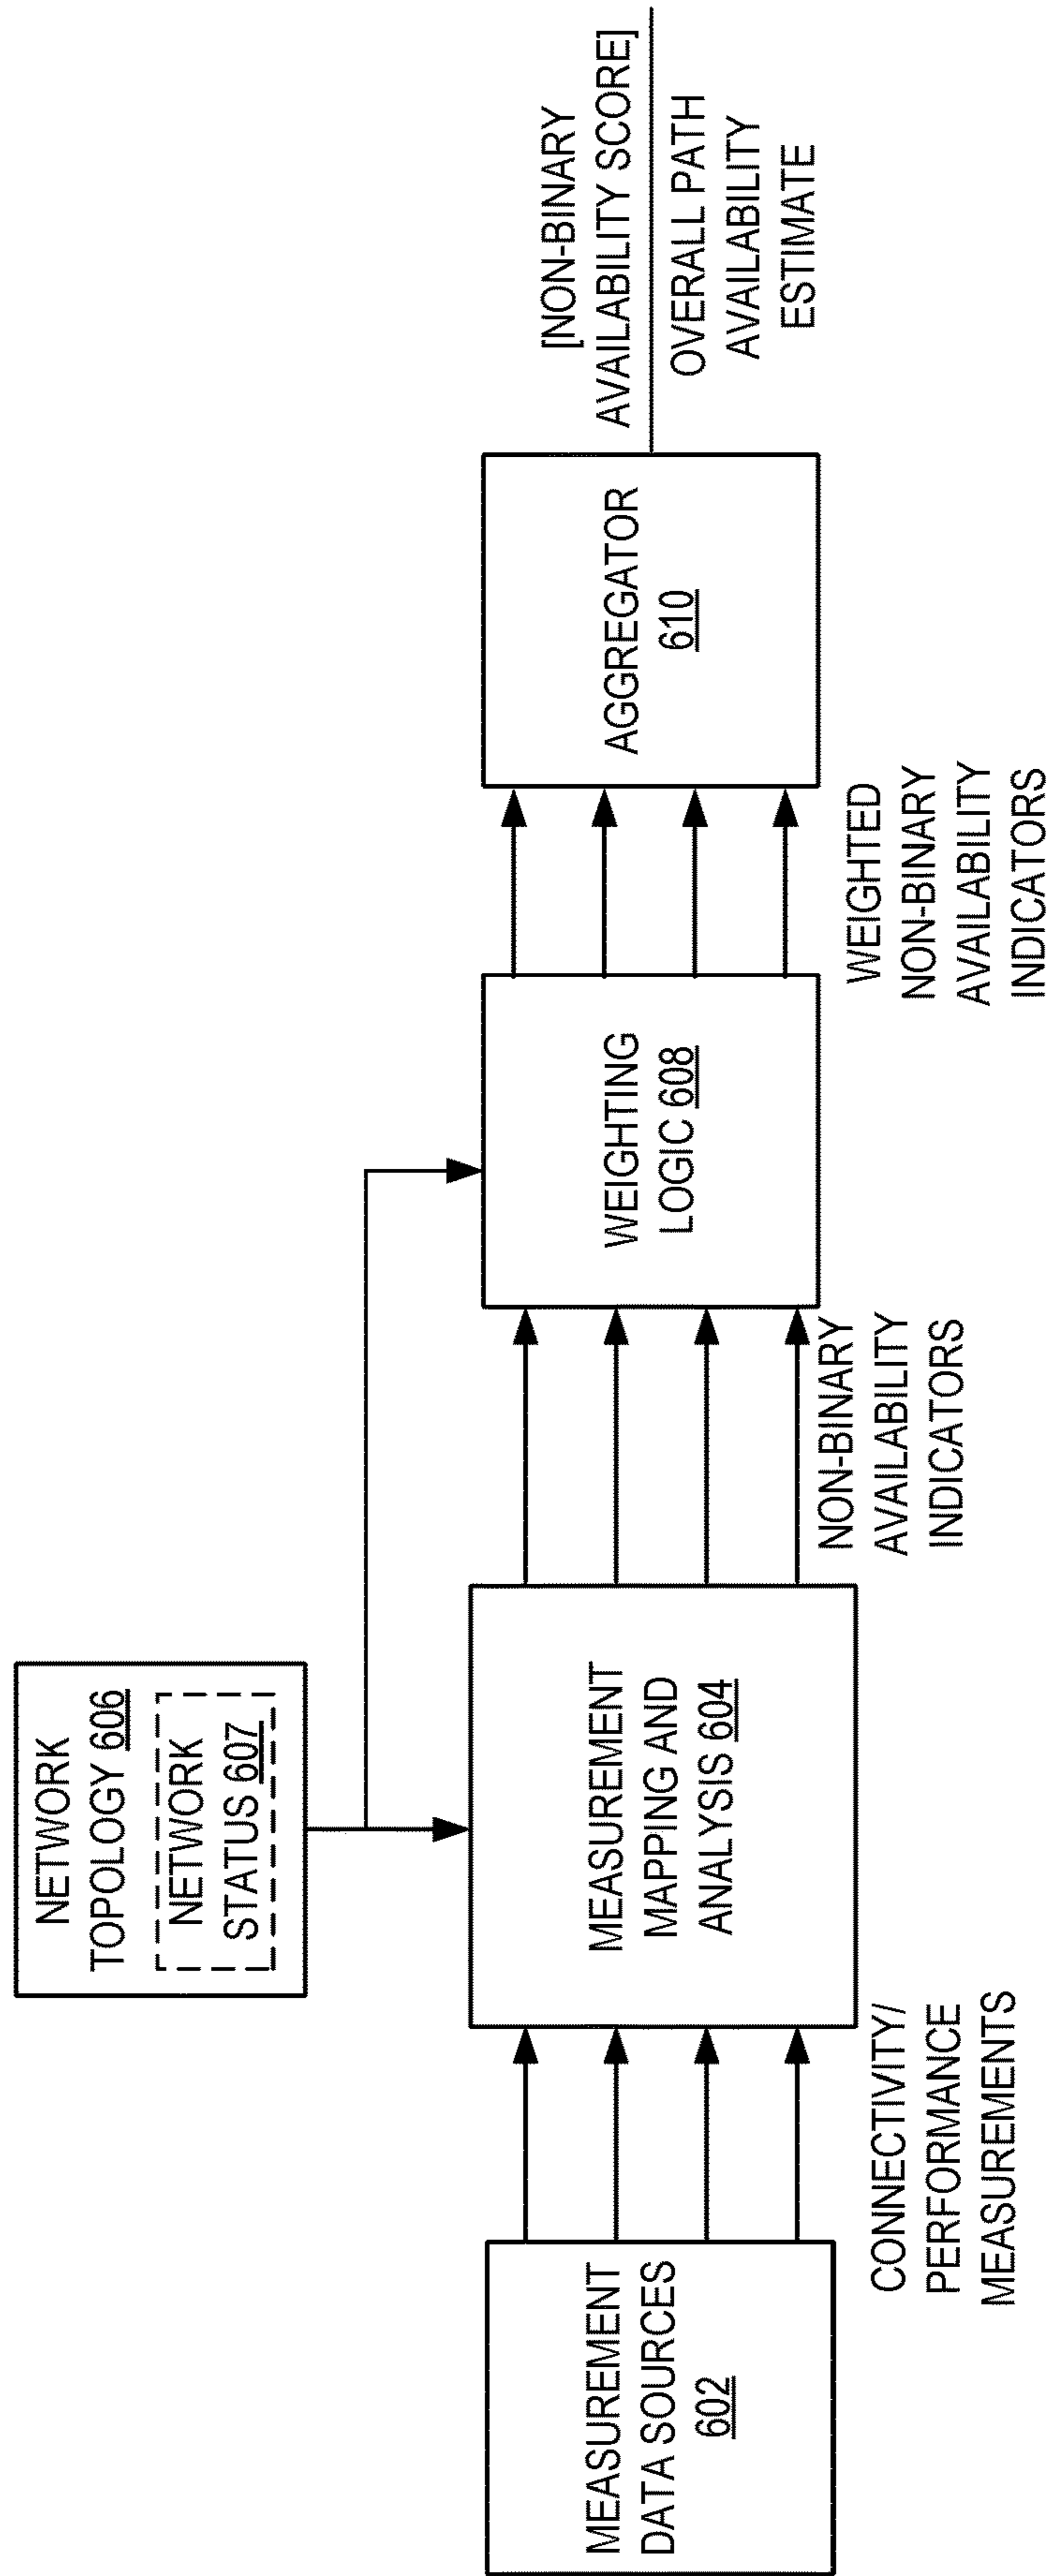 NETWORK
TOPOLOGY 606
NETWORK
STATUS 607
MEASUREMENT
DATA SOURCES
602
CONNECTIVITY/
PERFORMANCE
MEASUREMENTS
MEASUREMENT
MAPPING AND
ANALYSIS 604
NON-BINARY
AVAILABILITY
INDICATORS
WEIGHTING
LOGIC 608
WEIGHTED
NON-BINARY
AVAILABILITY
INDICATORS
AGGREGATOR
610
[NON-BINARY
AVAILABILITY SCORE]
OVERALL PATH
AVAILABILITY
ESTIMATE